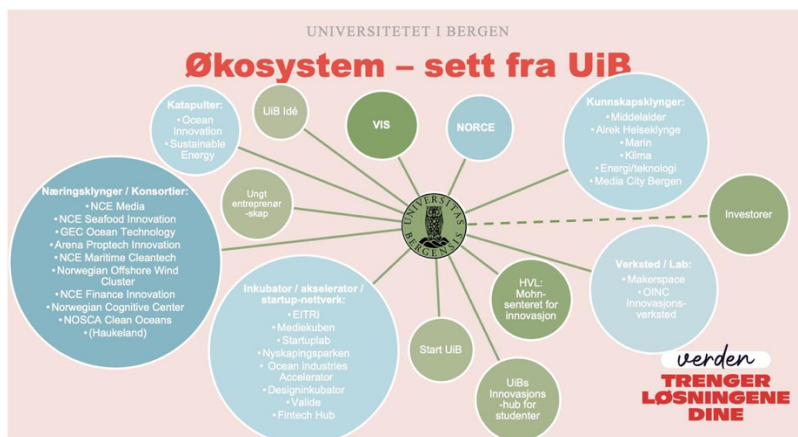 UNIVERSITETET I BERGEN
Økosystem – sett fra UiB
Katapulter:
• Ocean
Innovation
• Sustainable
Energy
UiB Idé
VIS
NORCE
Kunnskapsklynger:
• Middelalder
• Alrek Helseklynge
• Marin
• Klima
• Energi/teknologi
• Media City Bergen
Næringsklynger / Konsortier:
• NCE Media
• NCE Seafood Innovation
• GEC Ocean Technology
• Arena Proptech Innovation
• NCE Maritime Cleantech
• Norwegian Offshore Wind
Cluster
• NCE Finance Innovation
• Norwegian Cognitive Center
• NOSCA Clean Oceans
• (Haukeland)
Ungt
entreprenør
-skap
UNIVERSITAS
BERGENSIS
Investorer
Inkubator / akselerator /
startup-nettverk:
• EITRI
• Mediekuben
• Startuplab
• Nyskapingsparken
• Ocean industries
Accelerator
• Designinkubator
• Valide
• Fintech Hub
Start UiB
HVL:
Mohn-
senteret for
innovasjon
UiBs
Innovasjons
-hub for
studenter
Verksted / Lab:
• Makerspace
• OINC
Innovasjons-
verksted
verden
TRENGER
LØSNINGENE
DINE